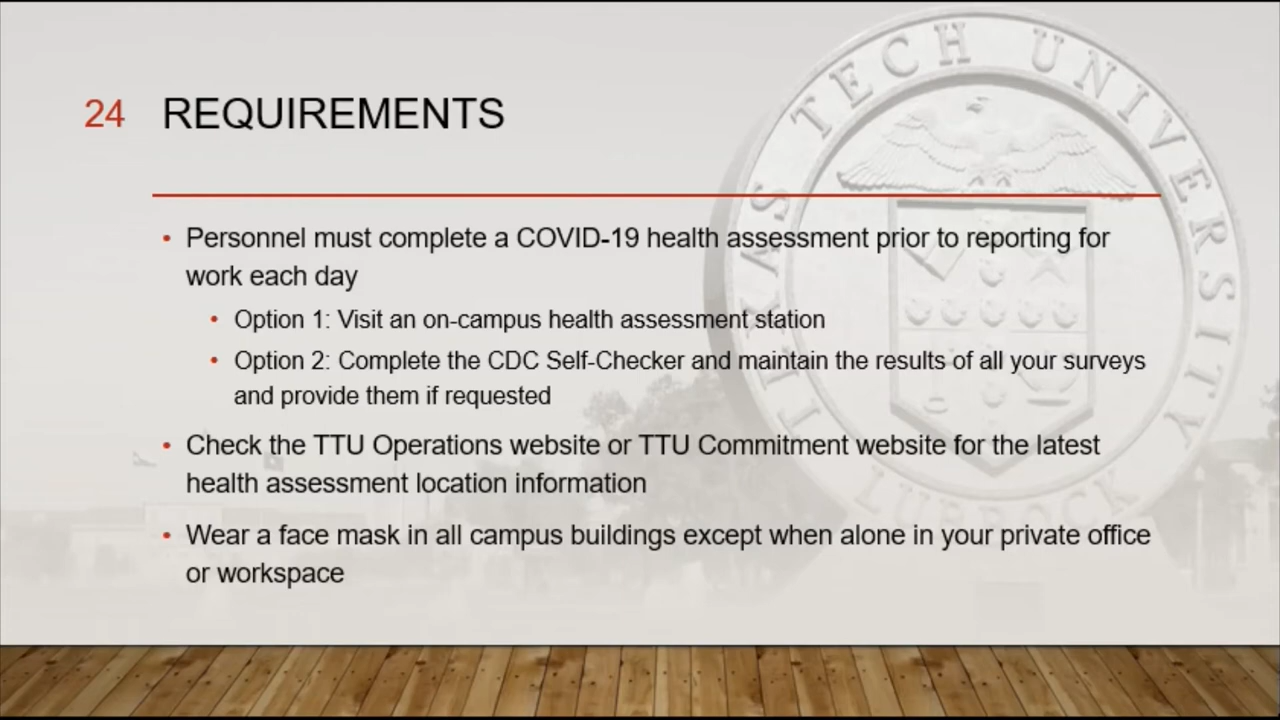 24 REQUIREMENTS
• Personnel must complete a COVID-19 health assessment prior to reporting for
work each day
• Option 1: Visit an on-campus health assessment station
• Option 2: Complete the CDC Self-Checker and maintain the results of all your surveys
and provide them if requested
• Check the TTU Operations website or TTU Commitment website for the latest
health assessment location information
• Wear a face mask in all campus buildings except when alone in your private office
or workspace
TEXAS TECH UNIVERSITY
LUBBOCK